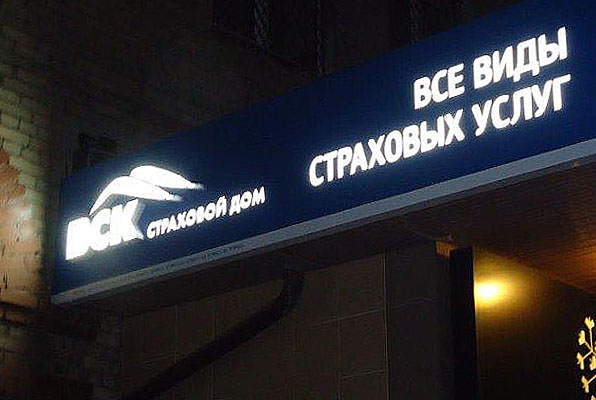 ВСК СТРАХОВОЙ ДОМ
ВСЕ ВИДЫ
СТРАХОВЫХ УСЛУГ